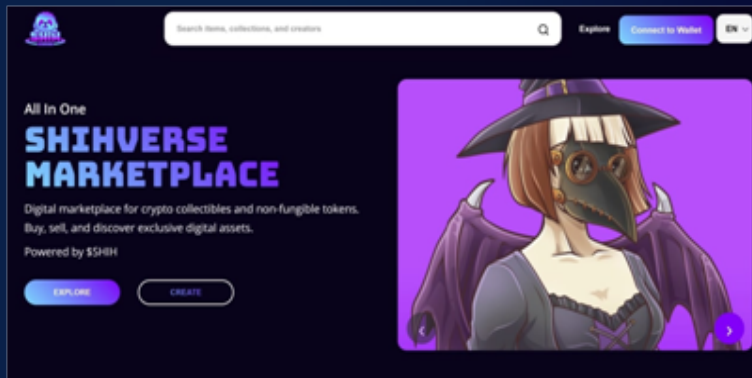 SHIH
Search items, collections, and creators
Explore
Connect to Wallet
EN
All In One
SHIHVERSE
MARKETPLACE
Digital marketplace for crypto collectibles and non-fungible tokens.
Buy, sell, and discover exclusive digital assets.
Powered by $SHIH
EXPLORE
CREATE